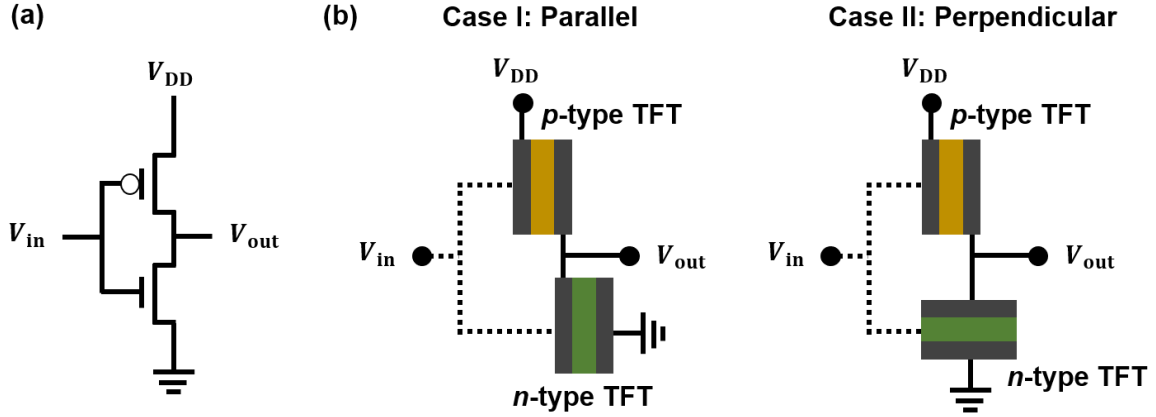 (a)
V_DD
V_in
V_out
(b)
Case I: Parallel
V_DD
p-type TFT
V_in
V_out
n-type TFT
Case II: Perpendicular
V_DD
p-type TFT
V_in
V_out
n-type TFT